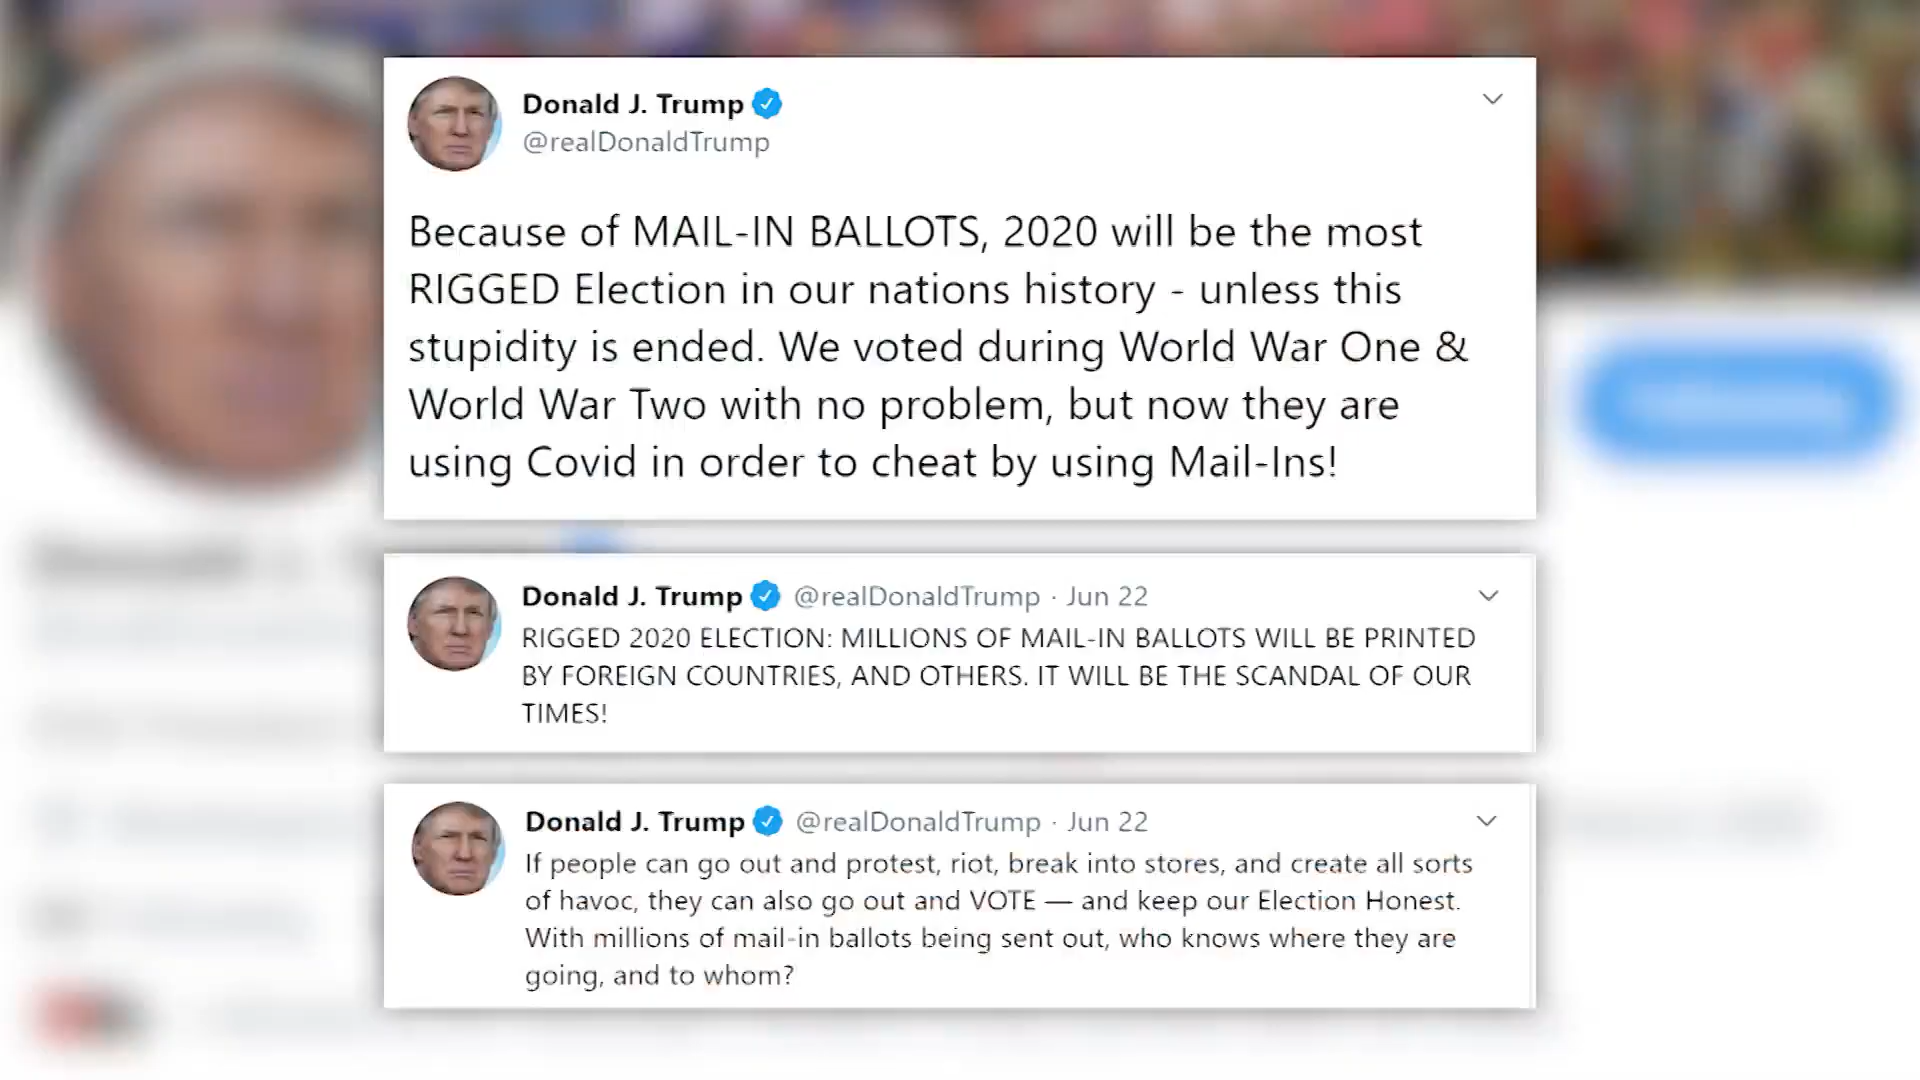 Donald J. Trump
@realDonaldTrump
Because of MAIL-IN BALLOTS, 2020 will be the most
RIGGED Election in our nations history - unless this
stupidity is ended. We voted during World War One &
World War Two with no problem, but now they are
using Covid in order to cheat by using Mail-Ins!
Donald J. Trump @realDonaldTrump · Jun 22
RIGGED 2020 ELECTION: MILLIONS OF MAIL-IN BALLOTS WILL BE PRINTED
BY FOREIGN COUNTRIES, AND OTHERS. IT WILL BE THE SCANDAL OF OUR
TIMES!
Donald J. Trump @realDonaldTrump · Jun 22
If people can go out and protest, riot, break into stores, and create all sorts
of havoc, they can also go out and VOTE — and keep our Election Honest.
With millions of mail-in ballots being sent out, who knows where they are
going, and to whom?